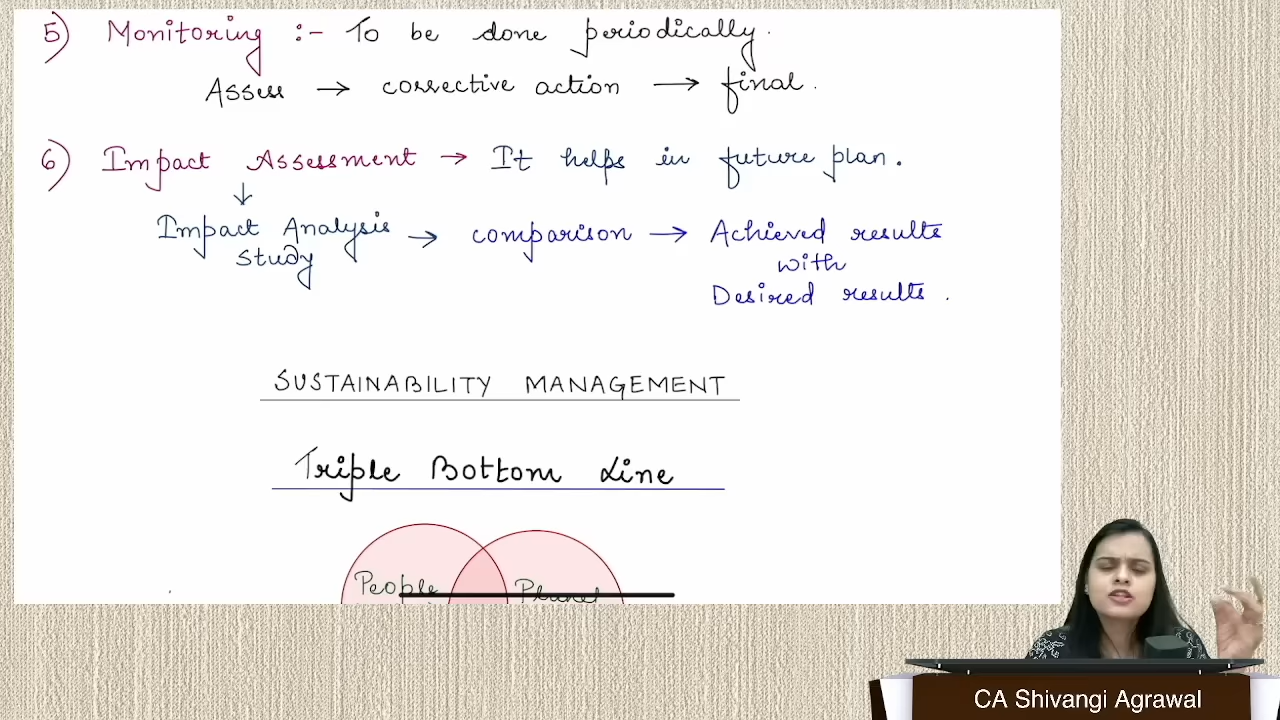 5) Monitoring :- To be done periodically.
Assess → corrective action → final.
6) Impact Assessment → It helps in future plan.
↓
Impact Analysis Study → comparison → Achieved results
with
Desired results.
SUSTAINABILITY MANAGEMENT
Triple Bottom Line
People Planet
CA Shivangi Agrawal